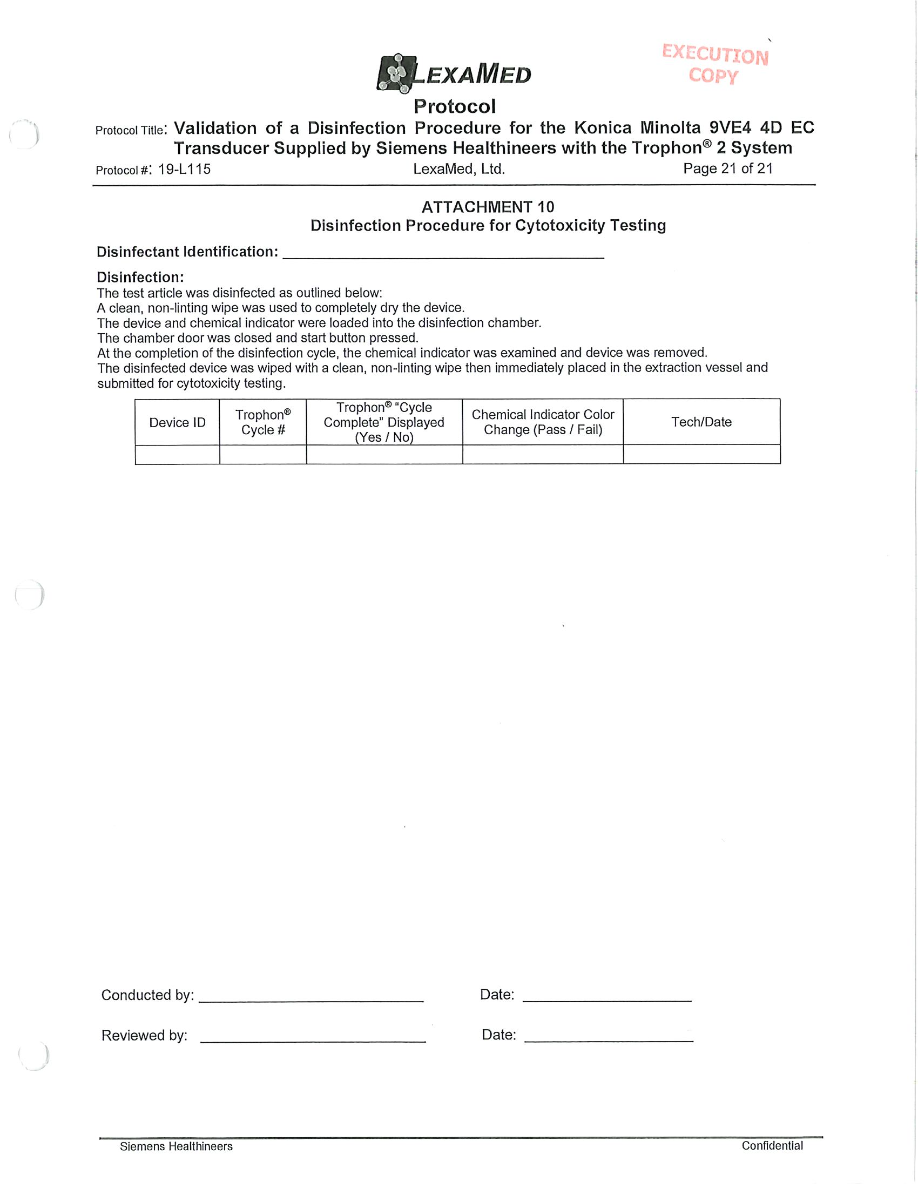 EXECUTION
COPY
LEXAMED
Protocol
Protocol Title: Validation of a Disinfection Procedure for the Konica Minolta 9VE4 4D EC
Transducer Supplied by Siemens Healthineers with the Trophon® 2 System
Protocol #: 19-L115 LexaMed, Ltd. Page 21 of 21
ATTACHMENT 10
Disinfection Procedure for Cytotoxicity Testing
Disinfectant Identification:
Disinfection:
The test article was disinfected as outlined below:
A clean, non-linting wipe was used to completely dry the device.
The device and chemical indicator were loaded into the disinfection chamber.
The chamber door was closed and start button pressed.
At the completion of the disinfection cycle, the chemical indicator was examined and device was removed.
The disinfected device was wiped with a clean, non-linting wipe then immediately placed in the extraction vessel and
submitted for cytotoxicity testing.
Device ID
Trophon®
Cycle #
Trophon® "Cycle
Complete" Displayed
(Yes / No)
Chemical Indicator Color
Change (Pass / Fail)
Tech/Date
Conducted by: Date:
Reviewed by: Date:
Siemens Healthineers Confidential